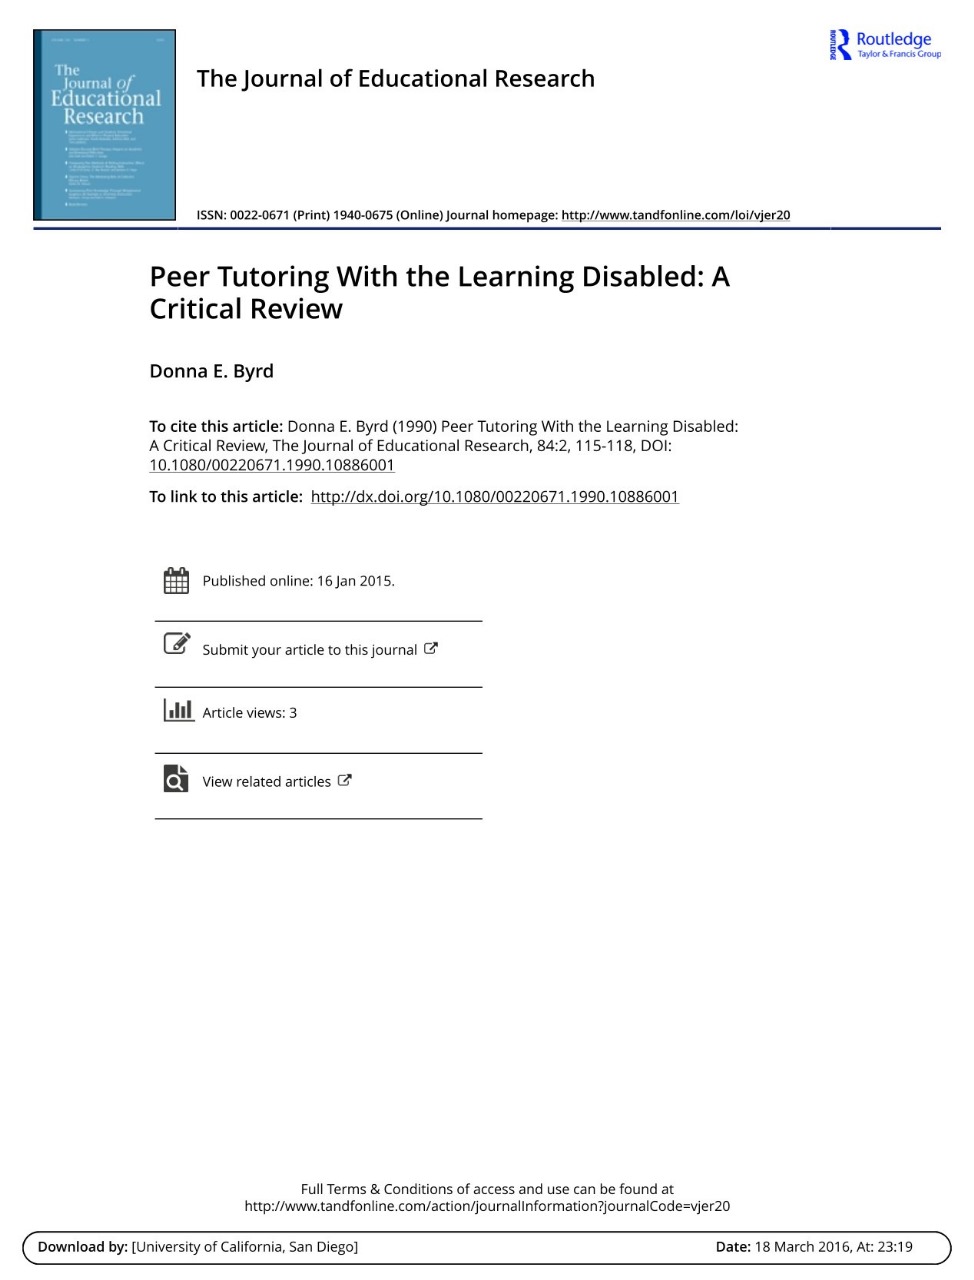 The
Journal of
Educational
Research
Routledge
Taylor & Francis Group
ROUTLEDGE
The Journal of Educational Research
ISSN: 0022-0671 (Print) 1940-0675 (Online) Journal homepage: http://www.tandfonline.com/loi/vjer20
Peer Tutoring With the Learning Disabled: A
Critical Review
Donna E. Byrd
To cite this article: Donna E. Byrd (1990) Peer Tutoring With the Learning Disabled:
A Critical Review, The Journal of Educational Research, 84:2, 115-118, DOI:
10.1080/00220671.1990.10886001
To link to this article: http://dx.doi.org/10.1080/00220671.1990.10886001
Published online: 16 Jan 2015.
Submit your article to this journal
Article views: 3
View related articles
Full Terms & Conditions of access and use can be found at
http://www.tandfonline.com/action/journalInformation?journalCode=vjer20
Download by: [University of California, San Diego]
Date: 18 March 2016, At: 23:19